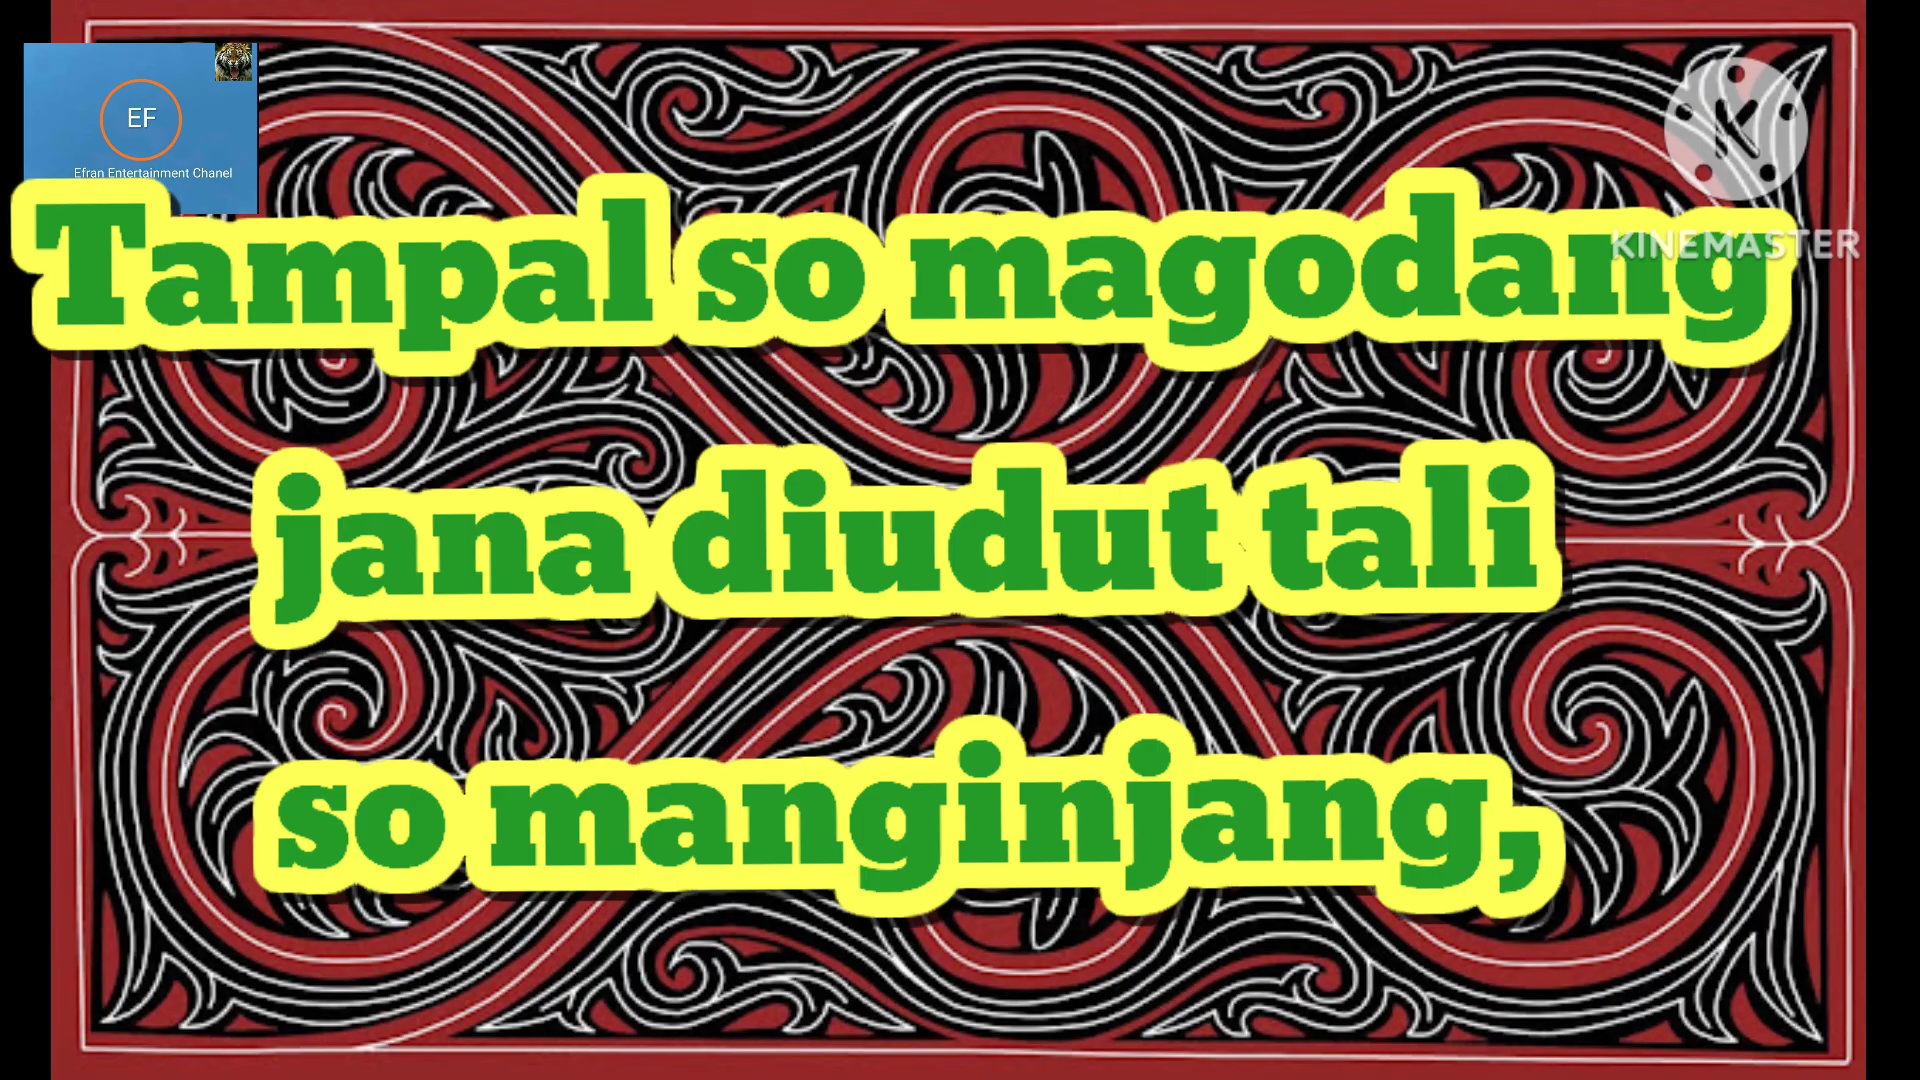 EF
Efran Entertainment Chanel
KINEMASTER
Tampal so magodang
jana diudut tali
so manginjang,